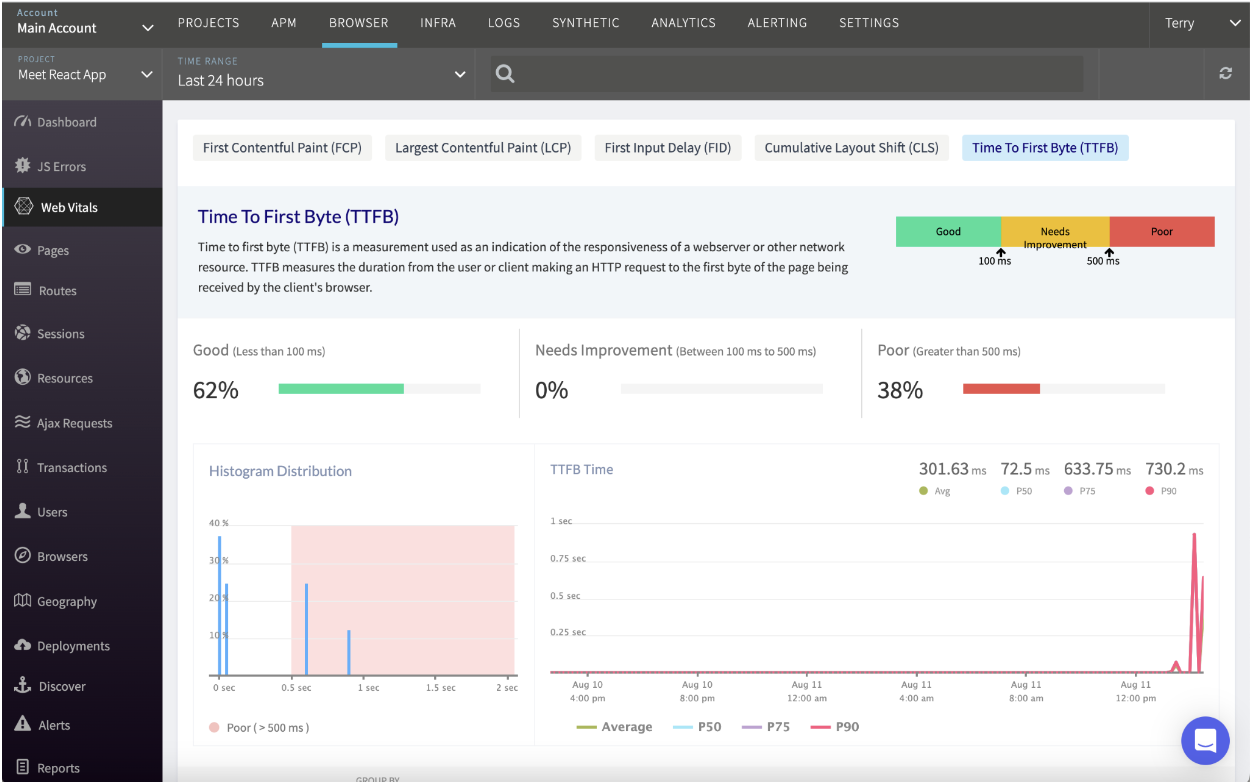 Account
Main Account
PROJECTS APM BROWSER INFRA LOGS SYNTHETIC ANALYTICS ALERTING SETTINGS
Terry
PROJECT
Meet React App
TIME RANGE
Last 24 hours
Dashboard
JS Errors
Web Vitals
Pages
Routes
Sessions
Resources
Ajax Requests
Transactions
Users
Browsers
Geography
Deployments
Discover
Alerts
Reports
First Contentful Paint (FCP) Largest Contentful Paint (LCP) First Input Delay (FID) Cumulative Layout Shift (CLS) Time To First Byte (TTFB)
Time To First Byte (TTFB)
Time to first byte (TTFB) is a measurement used as an indication of the responsiveness of a webserver or other network
resource. TTFB measures the duration from the user or client making an HTTP request to the first byte of the page being
received by the client's browser.
Good Needs Improvement Poor
100 ms 500 ms
Good (Less than 100 ms)
62%
Needs Improvement (Between 100 ms to 500 ms)
0%
Poor (Greater than 500 ms)
38%
Histogram Distribution
40 %
30 %
20 %
10 %
0 sec 0.5 sec 1 sec 1.5 sec 2 sec
Poor ( > 500 ms )
TTFB Time
301.63 ms 72.5 ms 633.75 ms 730.2 ms
Avg P50 P75 P90
1 sec
0.75 sec
0.5 sec
0.25 sec
Aug 10 Aug 10 Aug 11 Aug 11 Aug 11 Aug 11
4:00 pm 8:00 pm 12:00 am 4:00 am 8:00 am 12:00 pm
Average P50 P75 P90
GROUP BY